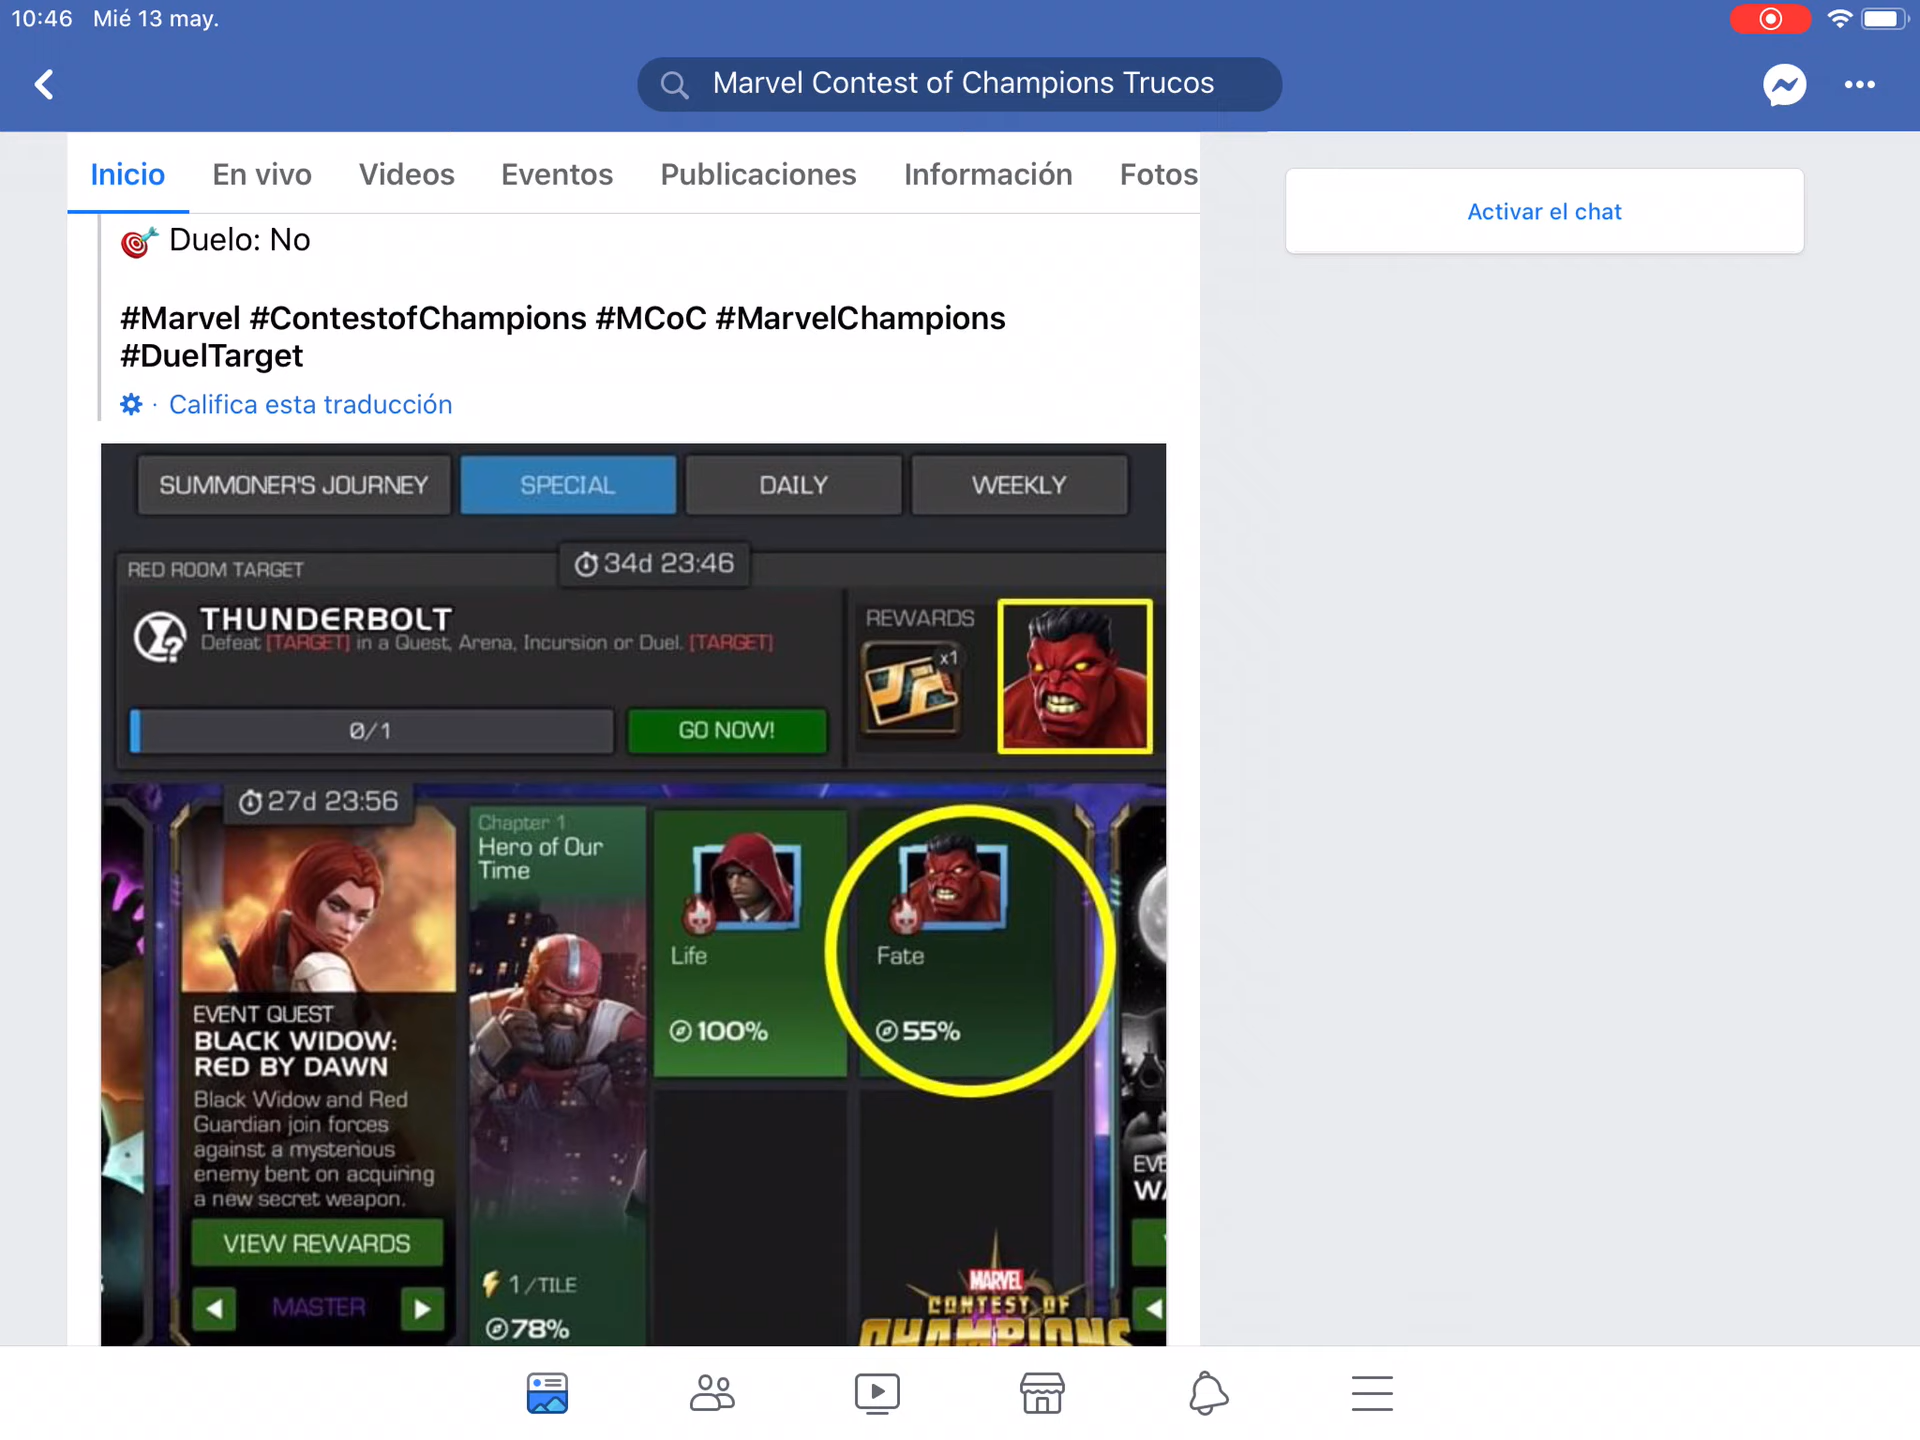 10:46 Mié 13 may.
Marvel Contest of Champions Trucos
Inicio En vivo Videos Eventos Publicaciones Información Fotos
Activar el chat
Duelo: No
#Marvel #ContestofChampions #MCoC #MarvelChampions
#DuelTarget
· Califica esta traducción
SUMMONER'S JOURNEY SPECIAL DAILY WEEKLY
34d 23:46
RED ROOM TARGET
THUNDERBOLT
Defeat [TARGET] in a Quest, Arena, Incursion or Duel. [TARGET]
REWARDS
x1
0/1
GO NOW!
27d 23:56
EVENT QUEST
BLACK WIDOW:
RED BY DAWN
Black Widow and Red
Guardian join forces
against a mysterious
enemy bent on acquiring
a new secret weapon.
VIEW REWARDS
MASTER
Chapter 1
Hero of Our
Time
1/TILE
78%
Life
100%
Fate
55%
EVE
WA
MARVEL
CONTEST OF
CHAMPIONS